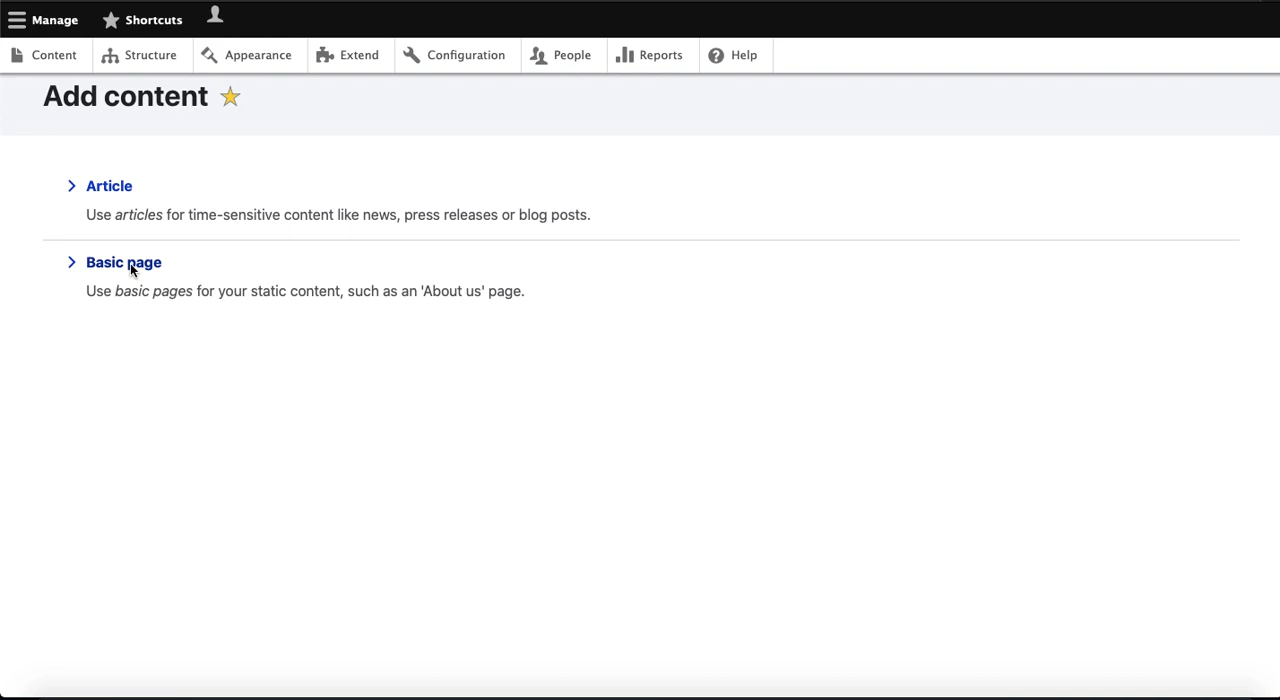 Manage Shortcuts
Content Structure Appearance Extend Configuration People Reports Help
Add content
Article
Use articles for time-sensitive content like news, press releases or blog posts.
Basic page
Use basic pages for your static content, such as an 'About us' page.